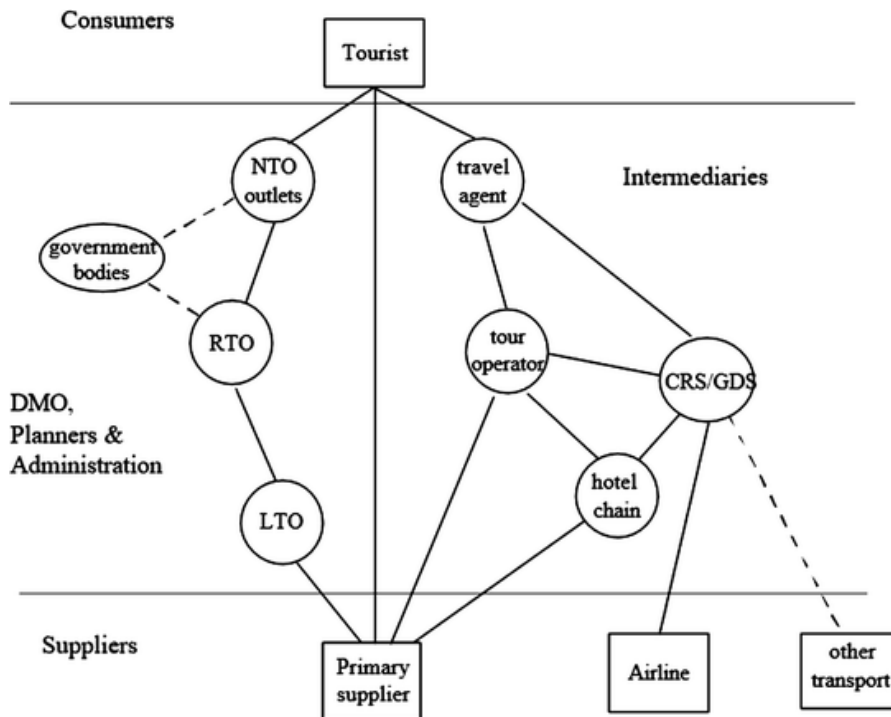 Consumers
Tourist
NTO
outlets
travel
agent
Intermediaries
government
bodies
RTO
tour
operator
CRS/GDS
DMO,
Planners &
Administration
LTO
hotel
chain
Suppliers
Primary
supplier
Airline
other
transport